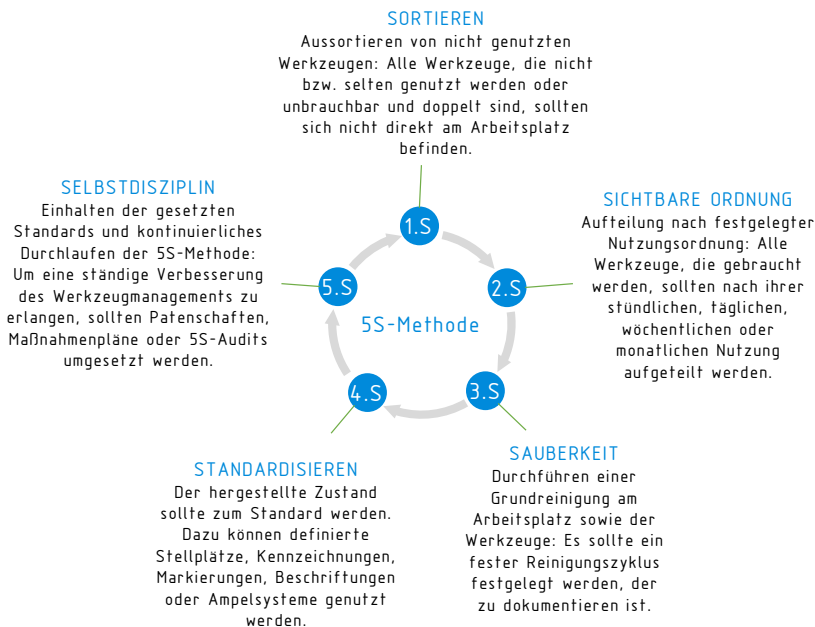 SORTIEREN
Aussortieren von nicht genutzten
Werkzeugen: Alle Werkzeuge, die nicht
bzw. selten genutzt werden oder
unbrauchbar und doppelt sind, sollten
sich nicht direkt am Arbeitsplatz
befinden.
SICHTBARE ORDNUNG
Aufteilung nach festgelegter
Nutzungsordnung: Alle
Werkzeuge, die gebraucht
werden, sollten nach ihrer
stündlichen, täglichen,
wöchentlichen oder
monatlichen Nutzung
aufgeteilt werden.
SAUBERKEIT
Durchführen einer
Grundreinigung am
Arbeitsplatz sowie der
Werkzeuge: Es sollte ein
fester Reinigungszyklus
festgelegt werden, der
zu dokumentieren ist.
STANDARDISIEREN
Der hergestellte Zustand
sollte zum Standard werden.
Dazu können definierte
Stellplätze, Kennzeichnungen,
Markierungen, Beschriftungen
oder Ampelsysteme genutzt
werden.
SELBSTDISZIPLIN
Einhalten der gesetzten
Standards und kontinuierliches
Durchlaufen der 5S-Methode:
Um eine ständige Verbesserung
des Werkzeugmanagements zu
erlangen, sollten Patenschaften,
Maßnahmenpläne oder 5S-Audits
umgesetzt werden.
1.S
2.S
3.S
4.S
5.S
5S-Methode